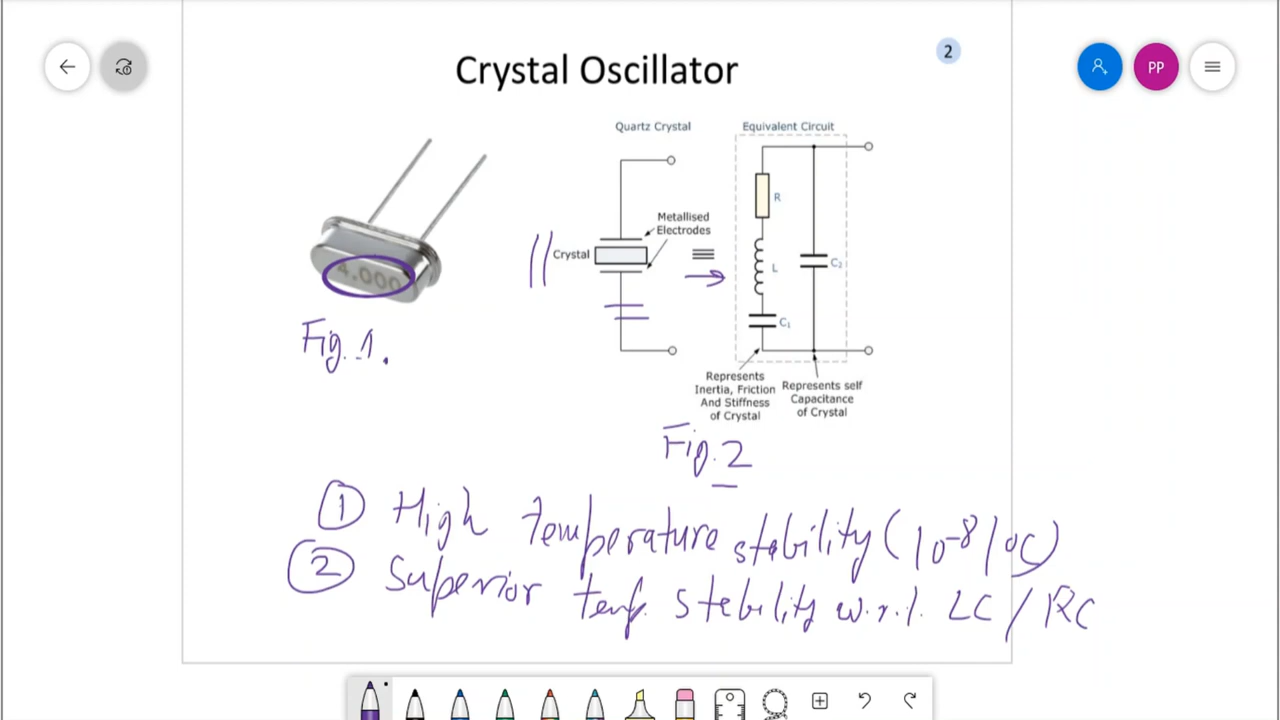 2
PP
Crystal Oscillator
Quartz Crystal
Equivalent Circuit
4.000
Metallised
Electrodes
Crystal
R
L
C₂
C₁
Represents
Inertia, Friction
And Stiffness
of Crystal
Represents self
Capacitance
of Crystal
Fig. 1.
Fig. 2
① High temperature stability (10⁻⁸/°C)
② Superior temp. stability w.r.t. LC / RC